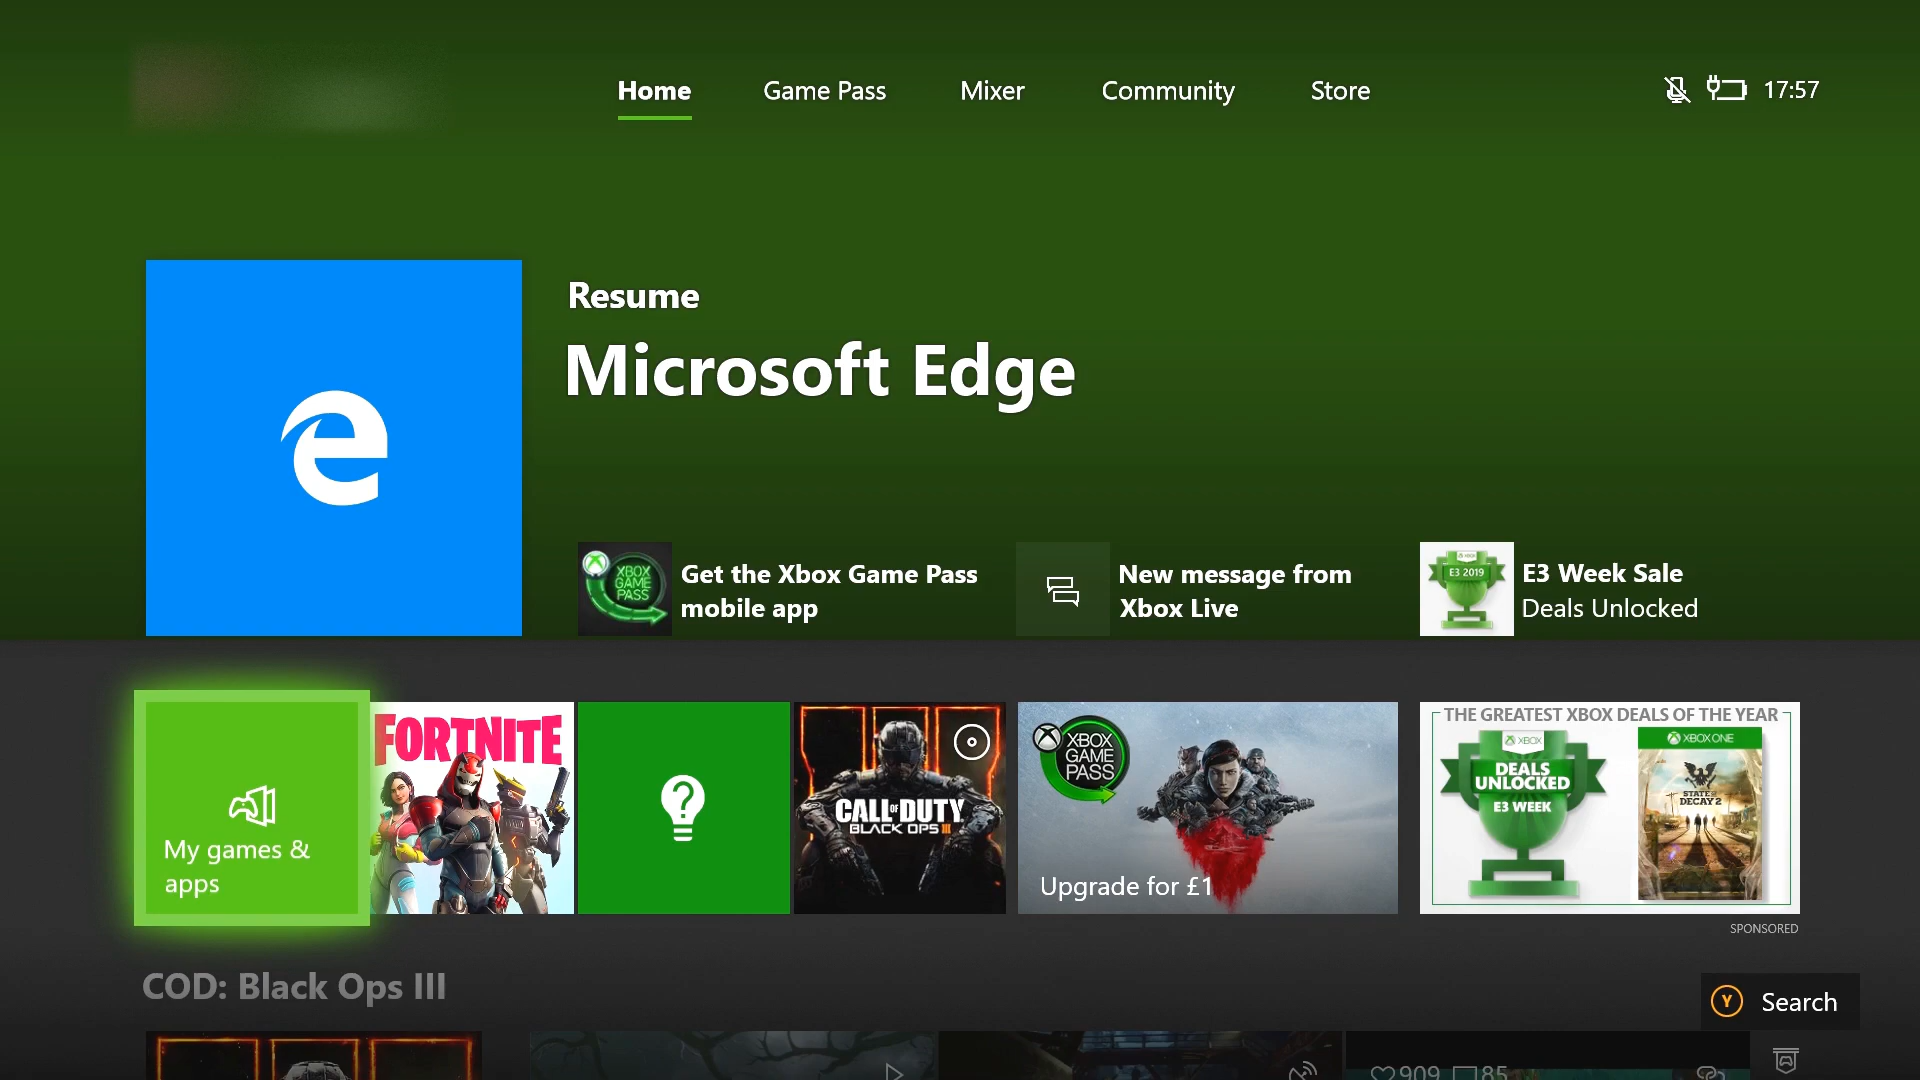 Home
Game Pass
Mixer
Community
Store
17:57
Resume
Microsoft Edge
XBOX
GAME
PASS
Get the Xbox Game Pass
mobile app
New message from
Xbox Live
XBOX
E3 2019
E3 Week Sale
Deals Unlocked
My games &
apps
FORTNITE
CALL OF DUTY
BLACK OPS III
XBOX
GAME
PASS
Upgrade for £1
THE GREATEST XBOX DEALS OF THE YEAR
XBOX
DEALS
UNLOCKED
E3 WEEK
XBOX ONE
STATE OF
DECAY 2
SPONSORED
COD: Black Ops III
Y
Search
909
85